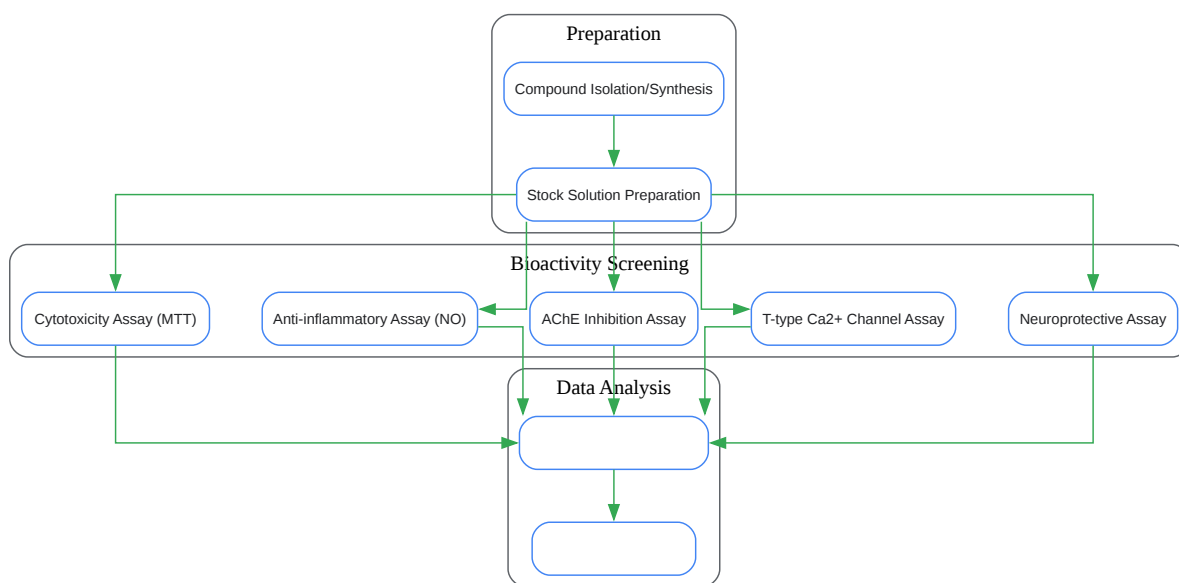 Preparation
Compound Isolation/Synthesis
Stock Solution Preparation
Bioactivity Screening
Cytotoxicity Assay (MTT)
Anti-inflammatory Assay (NO)
AChE Inhibition Assay
T-type Ca2+ Channel Assay
Neuroprotective Assay
Data Analysis